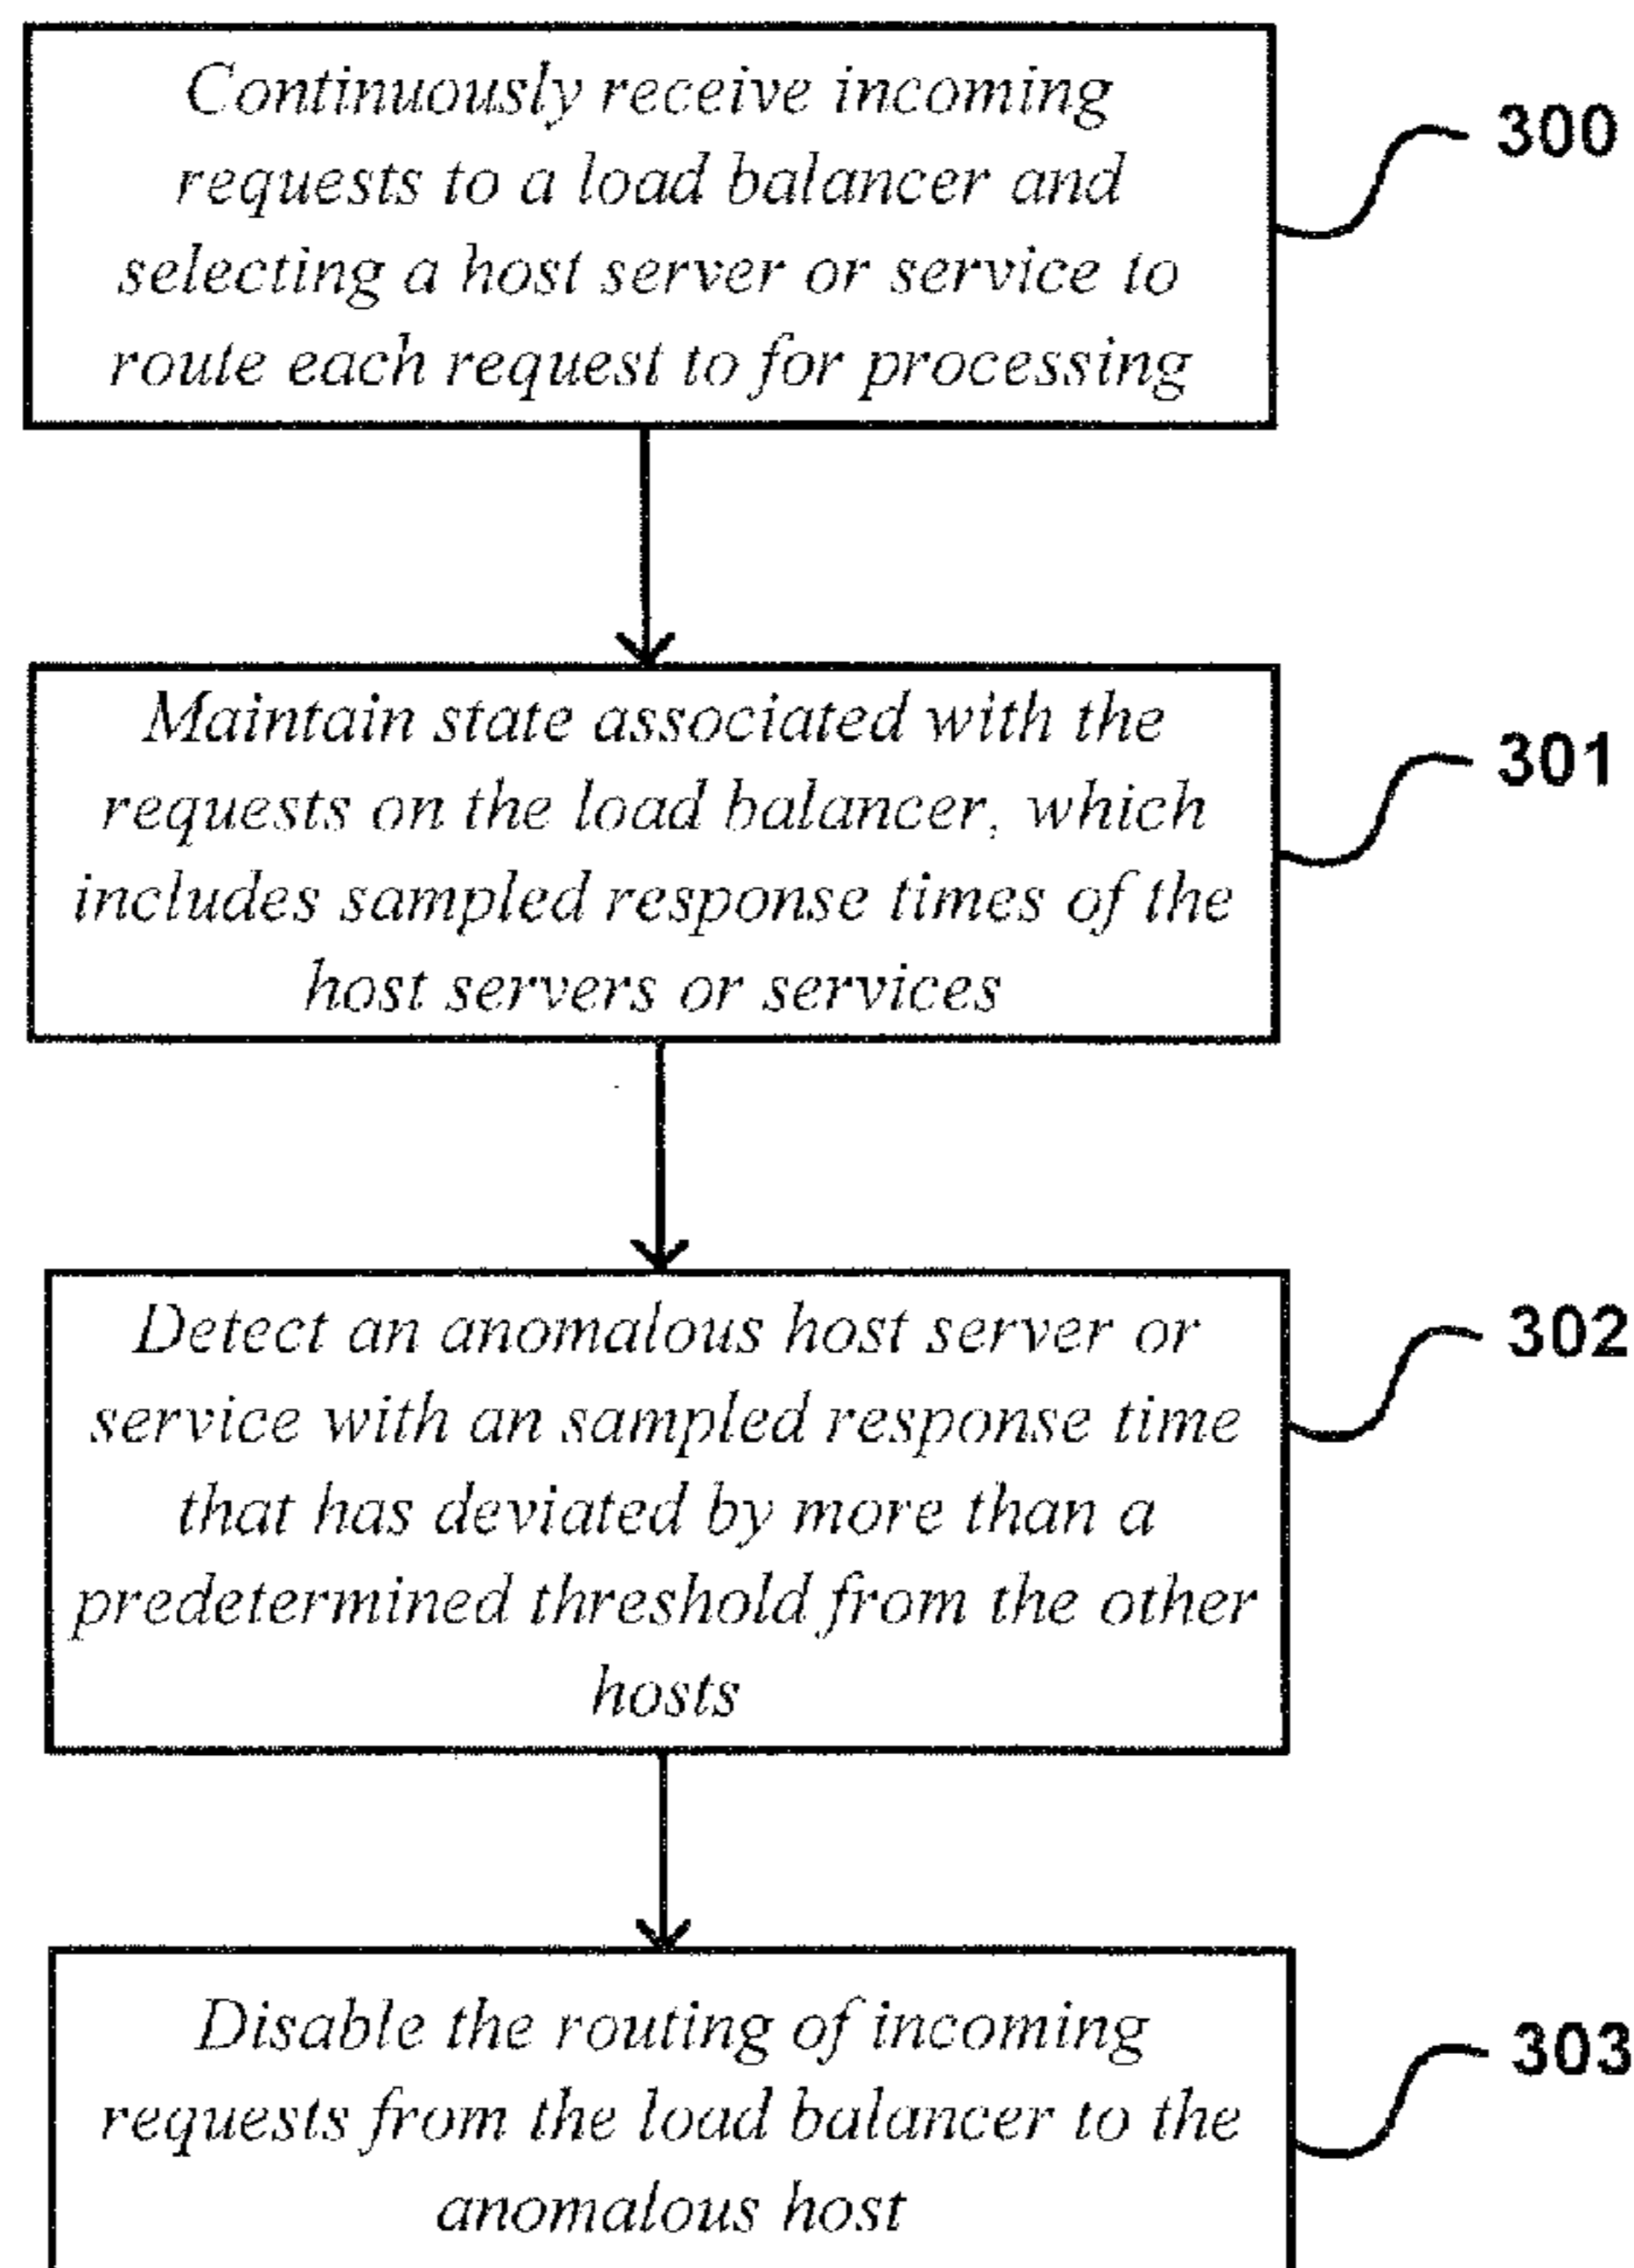 Continuously receive incoming
requests to a load balancer and
selecting a host server or service to
route each request to for processing
300
Maintain state associated with the
requests on the load balancer, which
includes sampled response times of the
host servers or services
301
Detect an anomalous host server or
service with an sampled response time
that has deviated by more than a
predetermined threshold from the other
hosts
302
Disable the routing of incoming
requests from the load balancer to the
anomalous host
303